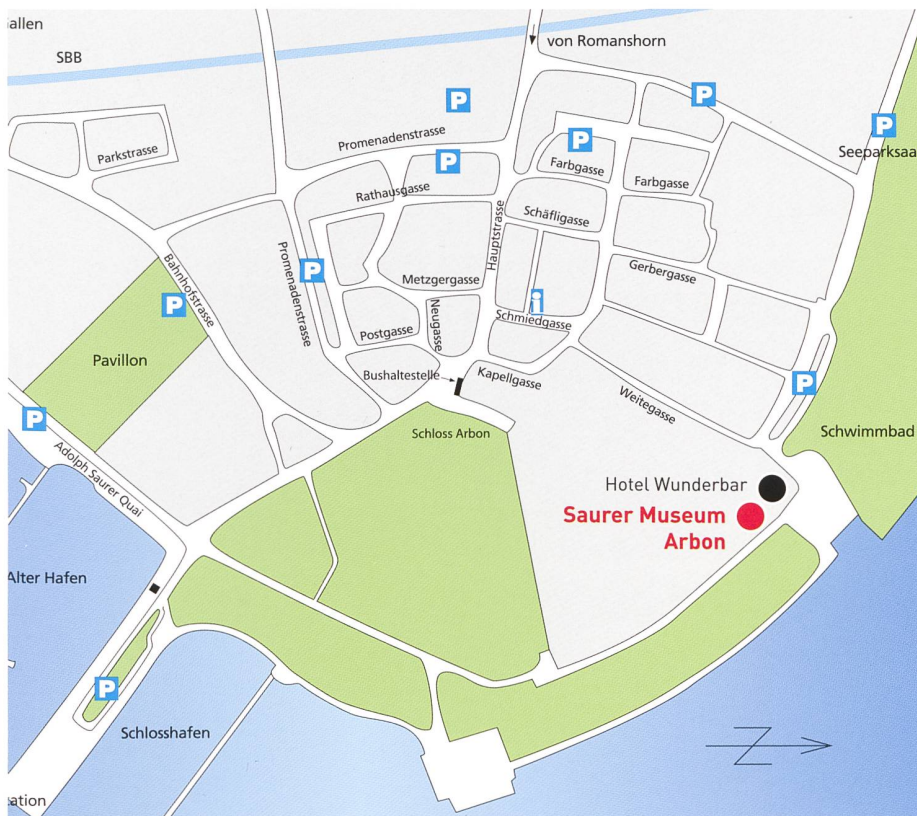 allen
SBB
von Romanshorn
P
P
P
Promenadenstrasse
Parkstrasse
P
P
Seeparksaa
Farbgasse
Farbgasse
Rathausgasse
Schäfligasse
Hauptstrasse
Promenadenstrasse
P
Bahnhofstrasse
Metzgergasse
Gerbergasse
P
i
Neugasse
Postgasse
Schmiedgasse
Pavillon
Bushaltestelle
Kapellgasse
P
Weitegasse
P
Schloss Arbon
Schwimmbad
Adolph Saurer Quai
Hotel Wunderbar
Saurer Museum
Arbon
Alter Hafen
P
Schlosshafen
Z
tation